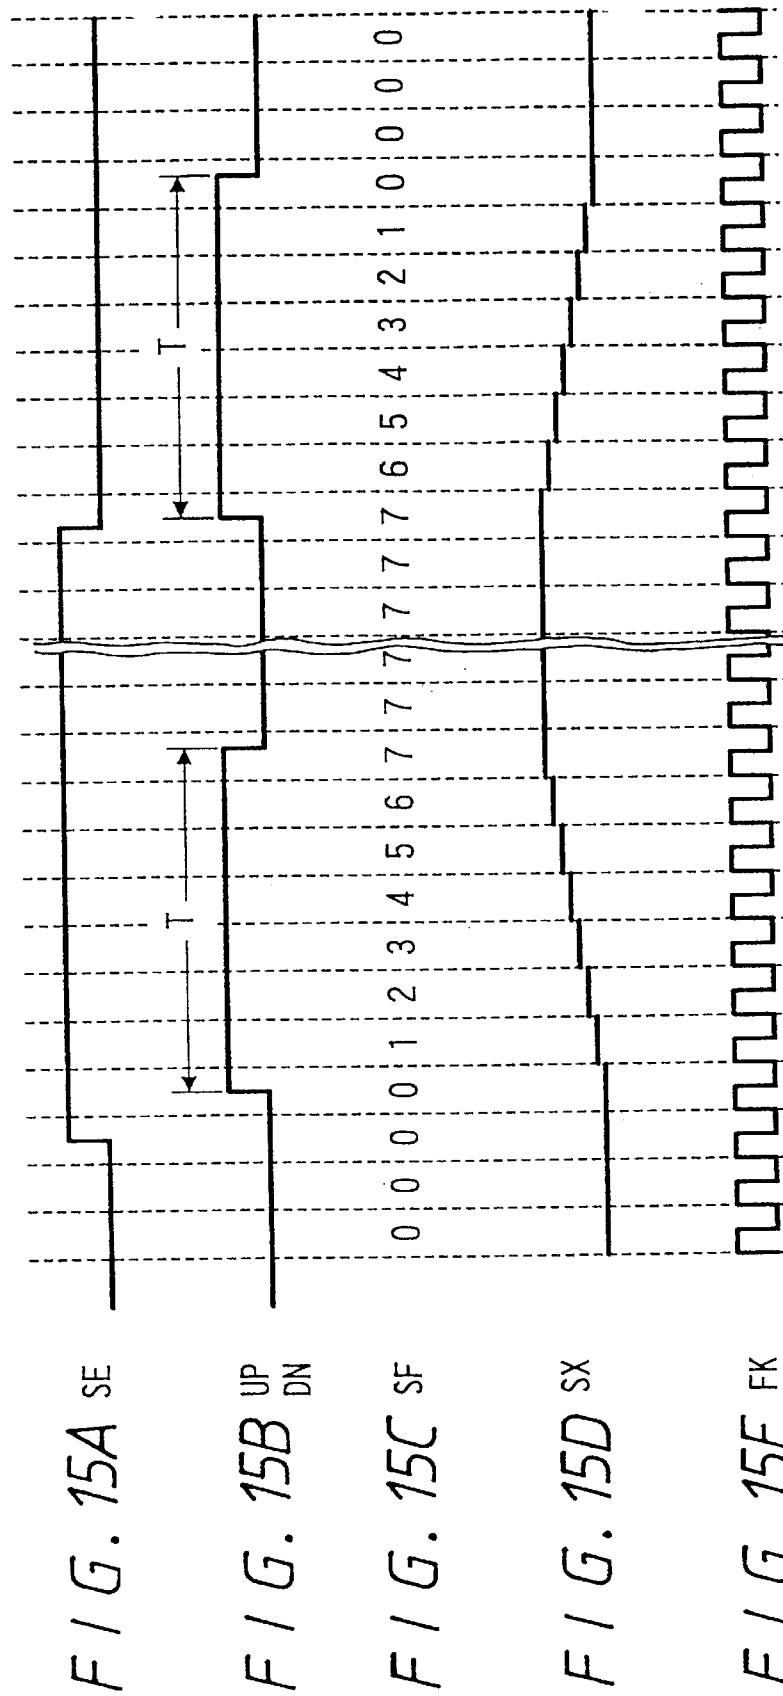 FIG. 15A SE
FIG. 15B UP DN
T T
FIG. 15C SF 0 0 0 0 1 2 3 4 5 6 7 7 7 7 7 7 6 5 4 3 2 1 0 0 0 0
FIG. 15D SX
FIG FK